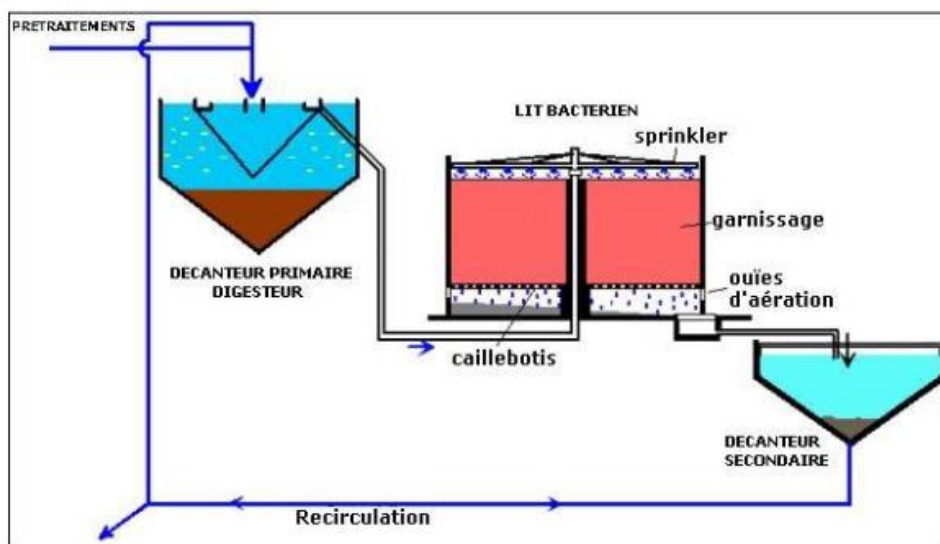 PRETRAITEMENTS
LIT BACTERIEN
sprinkler
garnissage
DECANTEUR PRIMAIRE
DIGESTEUR
ouïes
d'aération
caillebotis
DECANTEUR
SECONDAIRE
Recirculation